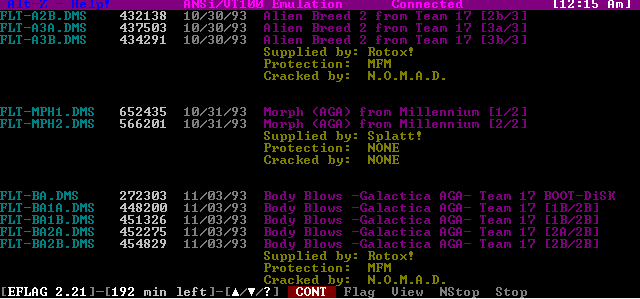 Alt Z - Help! ANSi/VT100 Emulation Connected [12:15 Am]
FLT-A2B.DMS 432138 10/30/93 Alien Breed 2 from Team 17 [2b/3]
FLT-A3A.DMS 437503 10/30/93 Alien Breed 2 from Team 17 [3a/3]
FLT-A3B.DMS 434291 10/30/93 Alien Breed 2 from Team 17 [3b/3]
Supplied by: Rotox!
Protection: MFM
Cracked by: N.O.M.A.D.
FLT-MPH1.DMS 652435 10/31/93 Morph (AGA) from Millennium [1/2]
FLT-MPH2.DMS 566201 10/31/93 Morph (AGA) from Millennium [2/2]
Supplied by: Splatt!
Protection: NONE
Cracked by: NONE
FLT-BA.DMS 272303 11/03/93 Body Blows -Galactica AGA- Team 17 BOOT-DiSK
FLT-BA1A.DMS 448200 11/03/93 Body Blows -Galactica AGA- Team 17 [1A/2B]
FLT-BA1B.DMS 451326 11/03/93 Body Blows -Galactica AGA- Team 17 [1B/2B]
FLT-BA2A.DMS 452275 11/03/93 Body Blows -Galactica AGA- Team 17 [2A/2B]
FLT-BA2B.DMS 454829 11/03/93 Body Blows -Galactica AGA- Team 17 [2B/2B]
Supplied by: Rotox!
Protection: MFM
Cracked by: N.O.M.A.D.
[EFLAG 2.21]-[192 min left]-[▲/▼/?] CONT Flag View NStop Stop